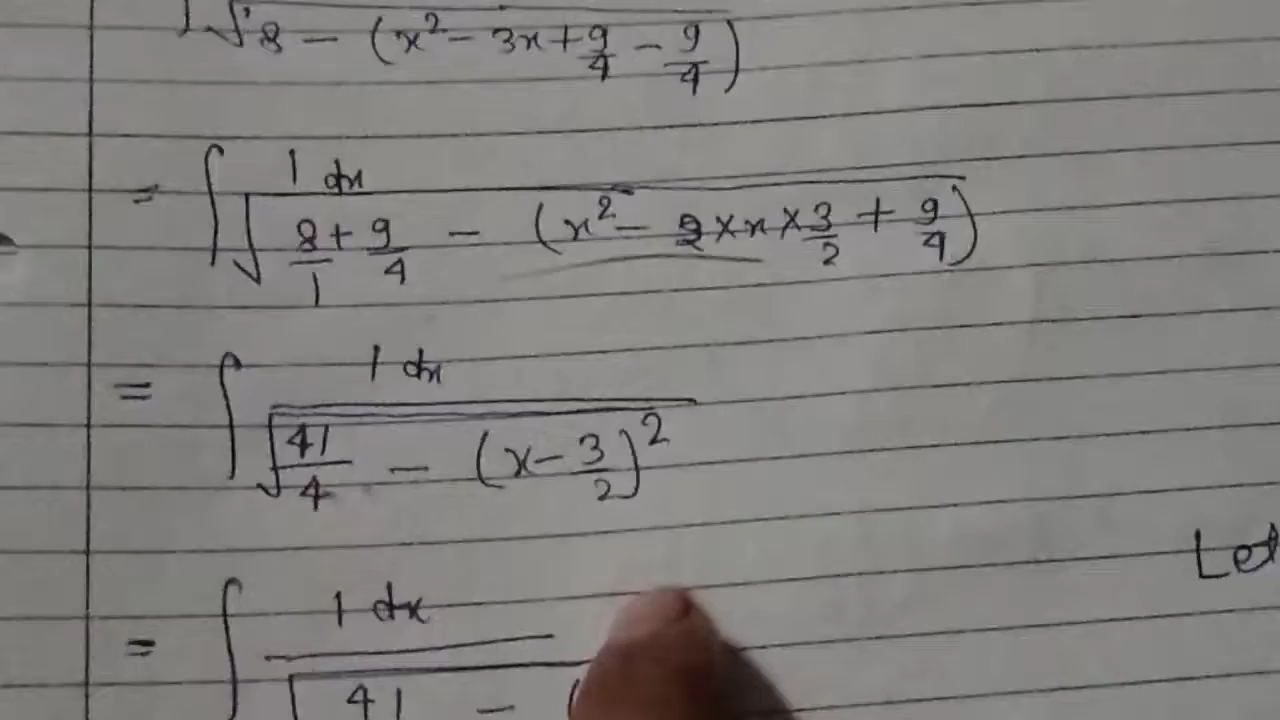 ∫ √8 − (x² − 3x + 9/4 − 9/4)
= ∫ 1 dx / √(8/1 + 9/4 − (x² − 2×x×3/2 + 9/4))
= ∫ 1 dx / √(41/4 − (x − 3/2)²)
Let
= ∫ 1 dx / √41 − (